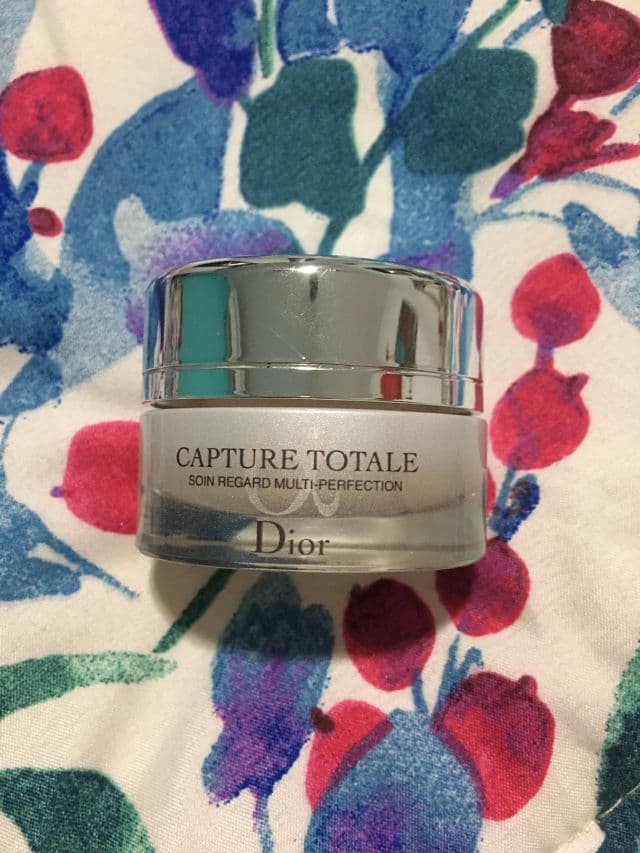 CAPTURE TOTALE
SOIN REGARD MULTI-PERFECTION
Dior